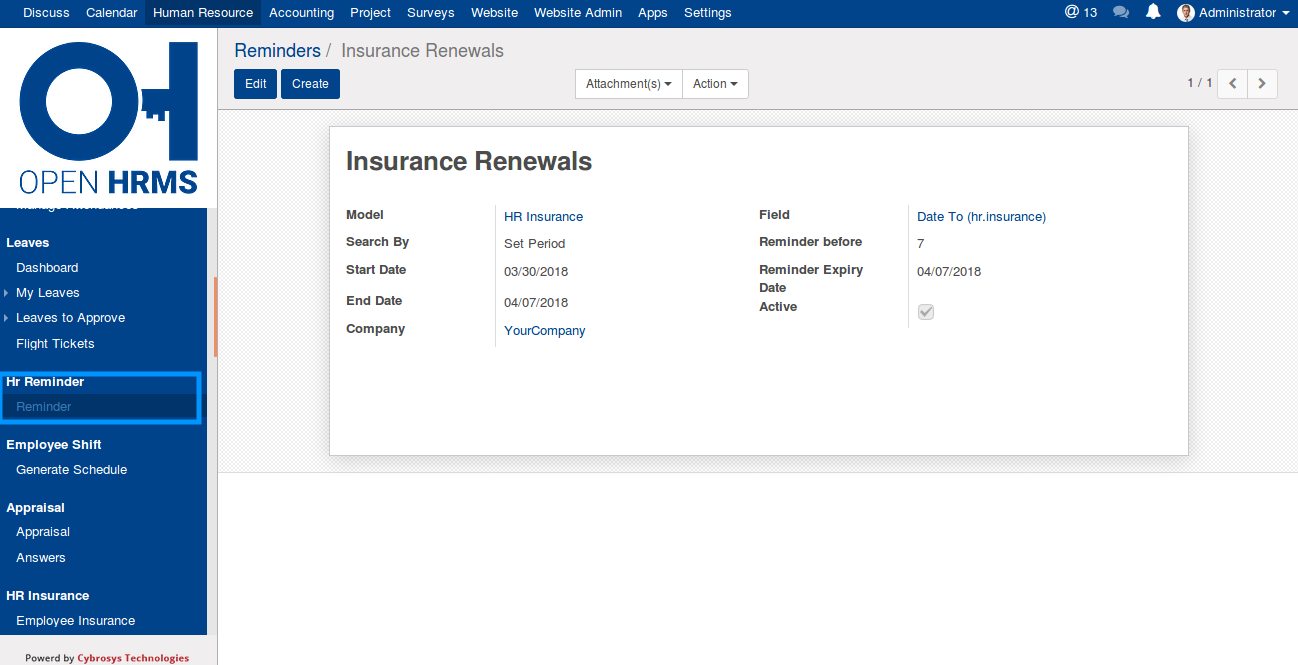 Discuss Calendar Human Resource Accounting Project Surveys Website Website Admin Apps Settings @ 13 Administrator
OPEN HRMS
Leaves
Dashboard
My Leaves
Leaves to Approve
Flight Tickets
Hr Reminder
Reminder
Employee Shift
Generate Schedule
Appraisal
Appraisal
Answers
HR Insurance
Employee Insurance
Powerd by Cybrosys Technologies
Reminders / Insurance Renewals
Edit Create Attachment(s) Action 1 / 1
Insurance Renewals
Model HR Insurance Field Date To (hr.insurance)
Search By Set Period Reminder before 7
Start Date 03/30/2018 Reminder Expiry Date 04/07/2018
End Date 04/07/2018 Active
Company YourCompany